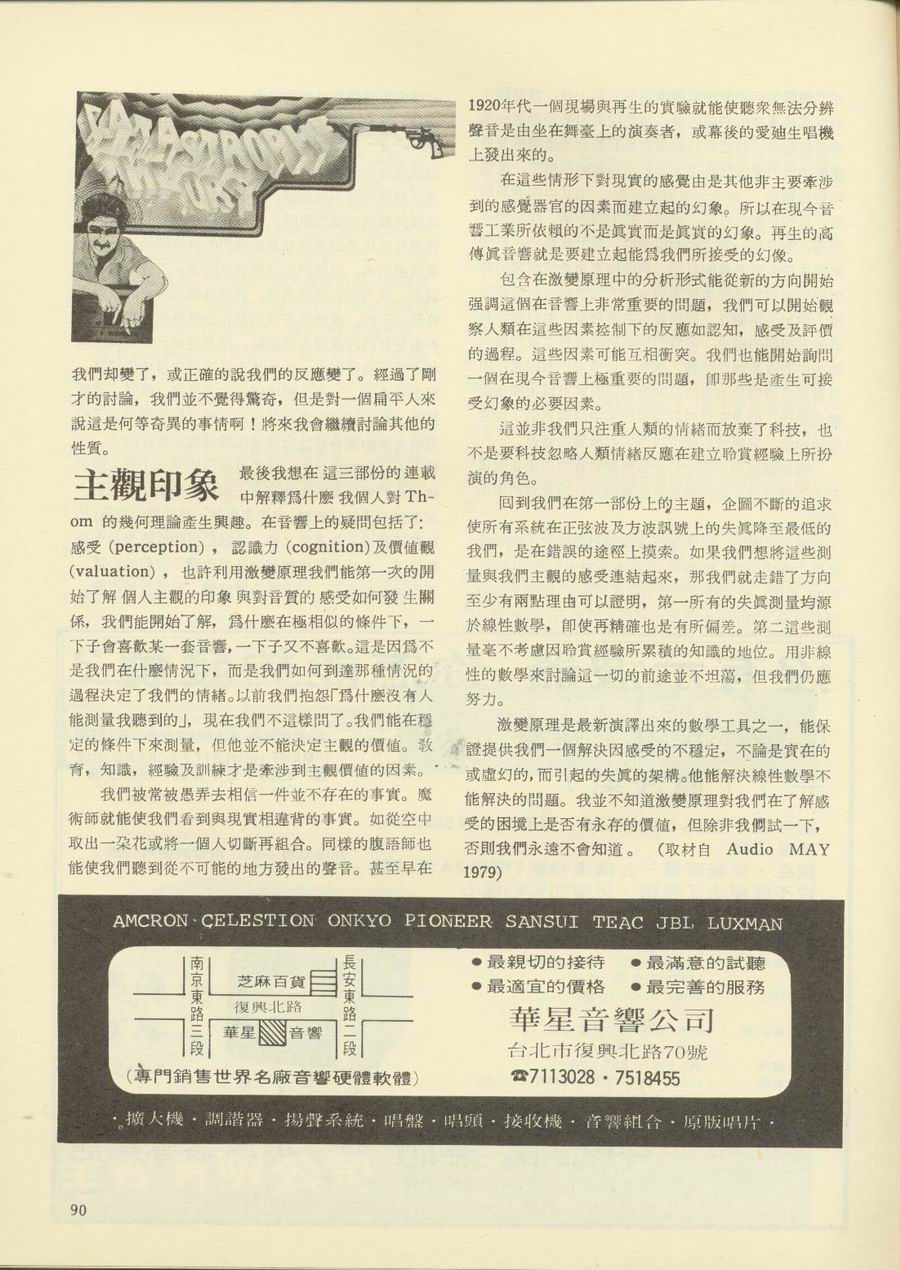 CATASTROPHE
THEORY
我們却變了，或正確的說我們的反應變了。經過了剛
才的討論，我們並不覺得驚奇，但是對一個扁平人來
說這是何等奇異的事情啊！將來我會繼續討論其他的
性質。
主觀印象
最後我想在這三部份的連載
中解釋爲什麼我個人對Th-
om 的幾何理論產生興趣。在音響上的疑問包括了：
感受 (perception) ， 認識力 (cognition)及價値觀
(valuation) ， 也許利用激變原理我們能第一次的開
始了解個人主觀的印象與對音質的感受如何發生關
係，我們能開始了解，爲什麼在極相似的條件下，一
下子會喜歡某一套音響，一下子又不喜歡。這是因爲不
是我們在什麼情況下，而是我們如何到達那種情況的
過程決定了我們的情緒。以前我們抱怨「爲什麼沒有人
能測量我聽到的」，現在我們不這樣問了。我們能在穩
定的條件下來測量，但他並不能決定主觀的價値。教
育，知識，經驗及訓練才是牽涉到主觀價値的因素。
我們被常被愚弄去相信一件並不存在的事實。魔
術師就能使我們看到與現實相違背的事實。如從空中
取出一朶花或將一個人切斷再組合。同樣的腹語師也
能使我們聽到從不可能的地方發出的聲音。甚至早在
1920年代一個現場與再生的實驗就能使聽衆無法分辨
聲音是由坐在舞臺上的演奏者，或幕後的愛廸生唱機
上發出來的。
在這些情形下對現實的感覺由是其他非主要牽涉
到的感覺器官的因素而建立起的幻象。所以在現今音
響工業所依賴的不是眞實而是眞實的幻象。再生的高
傳眞音響就是要建立起能爲我們所接受的幻像。
包含在激變原理中的分析形式能從新的方向開始
强調這個在音響上非常重要的問題，我們可以開始觀
察人類在這些因素控制下的反應如認知，感受及評價
的過程。這些因素可能互相衝突。我們也能開始詢問
一個在現今音響上極重要的問題，卽那些是產生可接
受幻象的必要因素。
這並非我們只注重人類的情緒而放棄了科技，也
不是要科技忽略人類情緒反應在建立聆賞經驗上所扮
演的角色。
回到我們在第一部份上的主題，企圖不斷的追求
使所有系統在正弦波及方波訊號上的失眞降至最低的
我們，是在錯誤的途徑上摸索。如果我們想將這些測
量與我們主觀的感受連結起來，那我們就走錯了方向
至少有兩點理由可以證明，第一所有的失眞測量均源
於線性數學，卽使再精確也是有所偏差。第二這些測
量毫不考慮因聆賞經驗所累積的知識的地位。用非線
性的數學來討論這一切的前途並不坦蕩，但我們仍應
努力。
激變原理是最新演譯出來的數學工具之一，能保
證提供我們一個解決因感受的不穩定，不論是實在的
或虛幻的，而引起的失眞的架構。他能解決線性數學不
能解決的問題。我並不知道激變原理對我們在了解感
受的困境上是否有永存的價値，但除非我們試一下，
否則我們永遠不會知道。 (取材自 Audio MAY
1979)
AMCRON·CELESTION ONKYO PIONEER SANSUI TEAC JBL LUXMAN
南京東路三段
芝麻百貨
長安東路二段
復興北路
華星 音響
(專門銷售世界名廠音響硬體軟體)
●最親切的接待 ●最滿意的試聽
●最適宜的價格 ●最完善的服務
華星音響公司
台北市復興北路70號
☎7113028·7518455
·擴大機·調諧器·揚聲系統·唱盤·唱頭·接收機·音響組合·原版唱片·
90